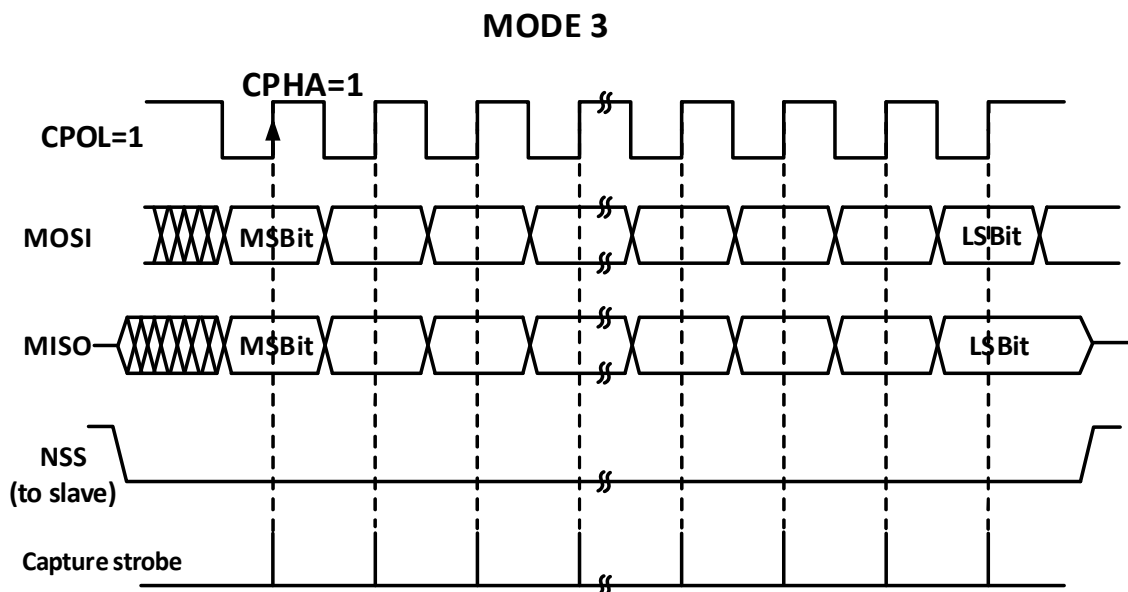 MODE 3
CPHA=1
CPOL=1
MOSI
MSBit
LSBit
MISO
MSBit
LSBit
NSS
(to slave)
Capture strobe